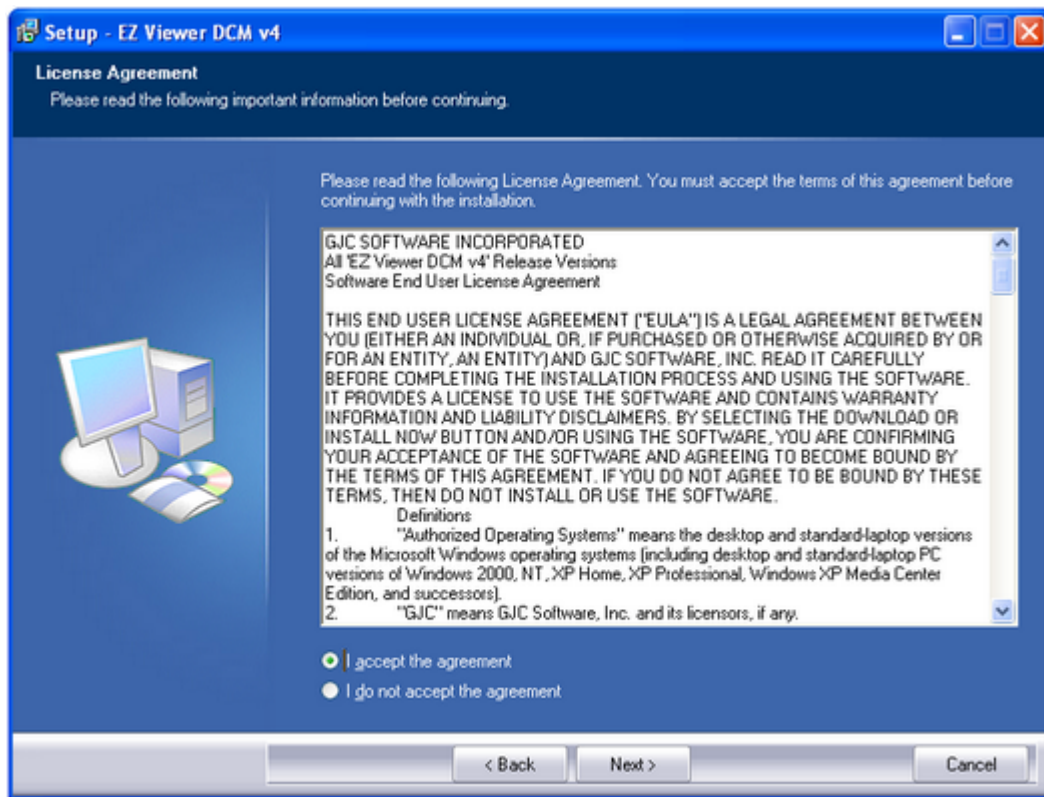 Setup - EZ Viewer DCM v4
License Agreement
Please read the following important information before continuing.
Please read the following License Agreement. You must accept the terms of this agreement before
continuing with the installation.
GJC SOFTWARE INCORPORATED
All 'EZ Viewer DCM v4' Release Versions
Software End User License Agreement
THIS END USER LICENSE AGREEMENT ("EULA") IS A LEGAL AGREEMENT BETWEEN
YOU (EITHER AN INDIVIDUAL OR, IF PURCHASED OR OTHERWISE ACQUIRED BY OR
FOR AN ENTITY, AN ENTITY) AND GJC SOFTWARE, INC. READ IT CAREFULLY
BEFORE COMPLETING THE INSTALLATION PROCESS AND USING THE SOFTWARE.
IT PROVIDES A LICENSE TO USE THE SOFTWARE AND CONTAINS WARRANTY
INFORMATION AND LIABILITY DISCLAIMERS. BY SELECTING THE DOWNLOAD OR
INSTALL NOW BUTTON AND/OR USING THE SOFTWARE, YOU ARE CONFIRMING
YOUR ACCEPTANCE OF THE SOFTWARE AND AGREEING TO BECOME BOUND BY
THE TERMS OF THIS AGREEMENT. IF YOU DO NOT AGREE TO BE BOUND BY THESE
TERMS, THEN DO NOT INSTALL OR USE THE SOFTWARE.
Definitions
1. "Authorized Operating Systems" means the desktop and standard-laptop versions
of the Microsoft Windows operating systems (including desktop and standard-laptop PC
versions of Windows 2000, NT, XP Home, XP Professional, Windows XP Media Center
Edition, and successors).
2. "GJC" means GJC Software, Inc. and its licensors, if any.
I accept the agreement
I do not accept the agreement
< Back
Next >
Cancel